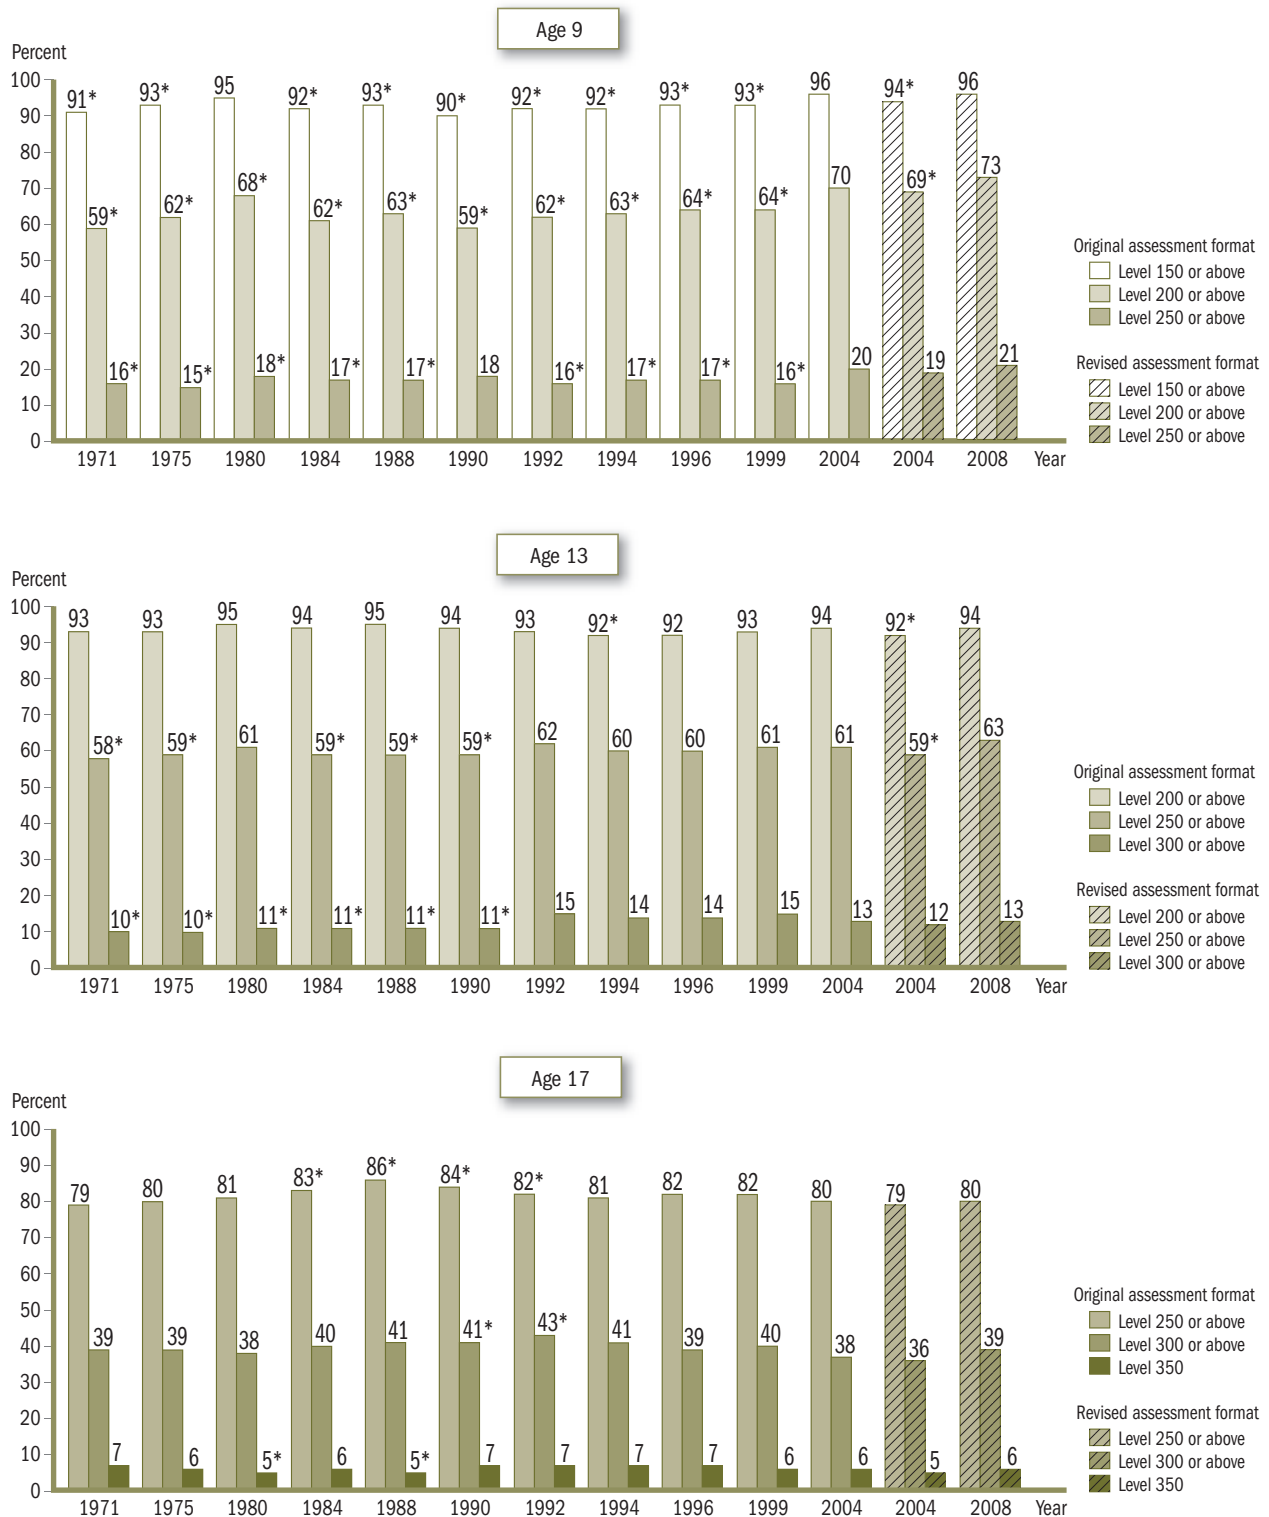 Age 9
Percent
100
90
80
70
60
50
40
30
20
10
0
91* 59* 16*
93* 62* 15*
95 68* 18*
92* 62* 17*
93* 63* 17*
90* 59* 18
92* 62* 16*
92* 63* 17*
93* 64* 17*
93* 64* 16*
96 70 20
94* 69* 19
96 73 21
1971 1975 1980 1984 1988 1990 1992 1994 1996 1999 2004 2004 2008 Year
Original assessment format
Level 150 or above
Level 200 or above
Level 250 or above
Revised assessment format
Level 150 or above
Level 200 or above
Level 250 or above
Age 13
Percent
100
90
80
70
60
50
40
30
20
10
0
93 58* 10*
93 59* 10*
95 61 11*
94 59* 11*
95 59* 11*
94 59* 11*
93 62 15
92* 60 14
92 60 14
93 61 15
94 61 13
92* 59* 12
94 63 13
1971 1975 1980 1984 1988 1990 1992 1994 1996 1999 2004 2004 2008 Year
Original assessment format
Level 200 or above
Level 250 or above
Level 300 or above
Revised assessment format
Level 200 or above
Level 250 or above
Level 300 or above
Age 17
Percent
100
90
80
70
60
50
40
30
20
10
0
79 39 7
80 39 6
81 38 5*
83* 40 6
86* 41 5*
84* 41* 7
82* 43* 7
81 41 7
82 39 7
82 40 6
80 38 6
79 36 5
80 39 6
1971 1975 1980 1984 1988 1990 1992 1994 1996 1999 2004 2004 2008 Year
Original assessment format
Level 250 or above
Level 300 or above
Level 350
Revised assessment format
Level 250 or above
Level 300 or above
Level 350